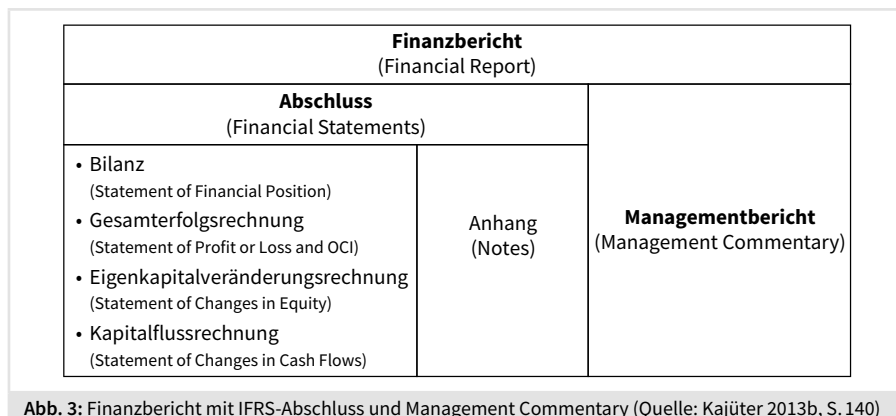 Finanzbericht
(Financial Report)
Abschluss
(Financial Statements)
• Bilanz
(Statement of Financial Position)
• Gesamterfolgsrechnung
(Statement of Profit or Loss and OCI)
• Eigenkapitalveränderungsrechnung
(Statement of Changes in Equity)
• Kapitalflussrechnung
(Statement of Changes in Cash Flows)
Anhang
(Notes)
Managementbericht
(Management Commentary)
Abb. 3: Finanzbericht mit IFRS-Abschluss und Management Commentary (Quelle: Kajüter 2013b, S. 140)